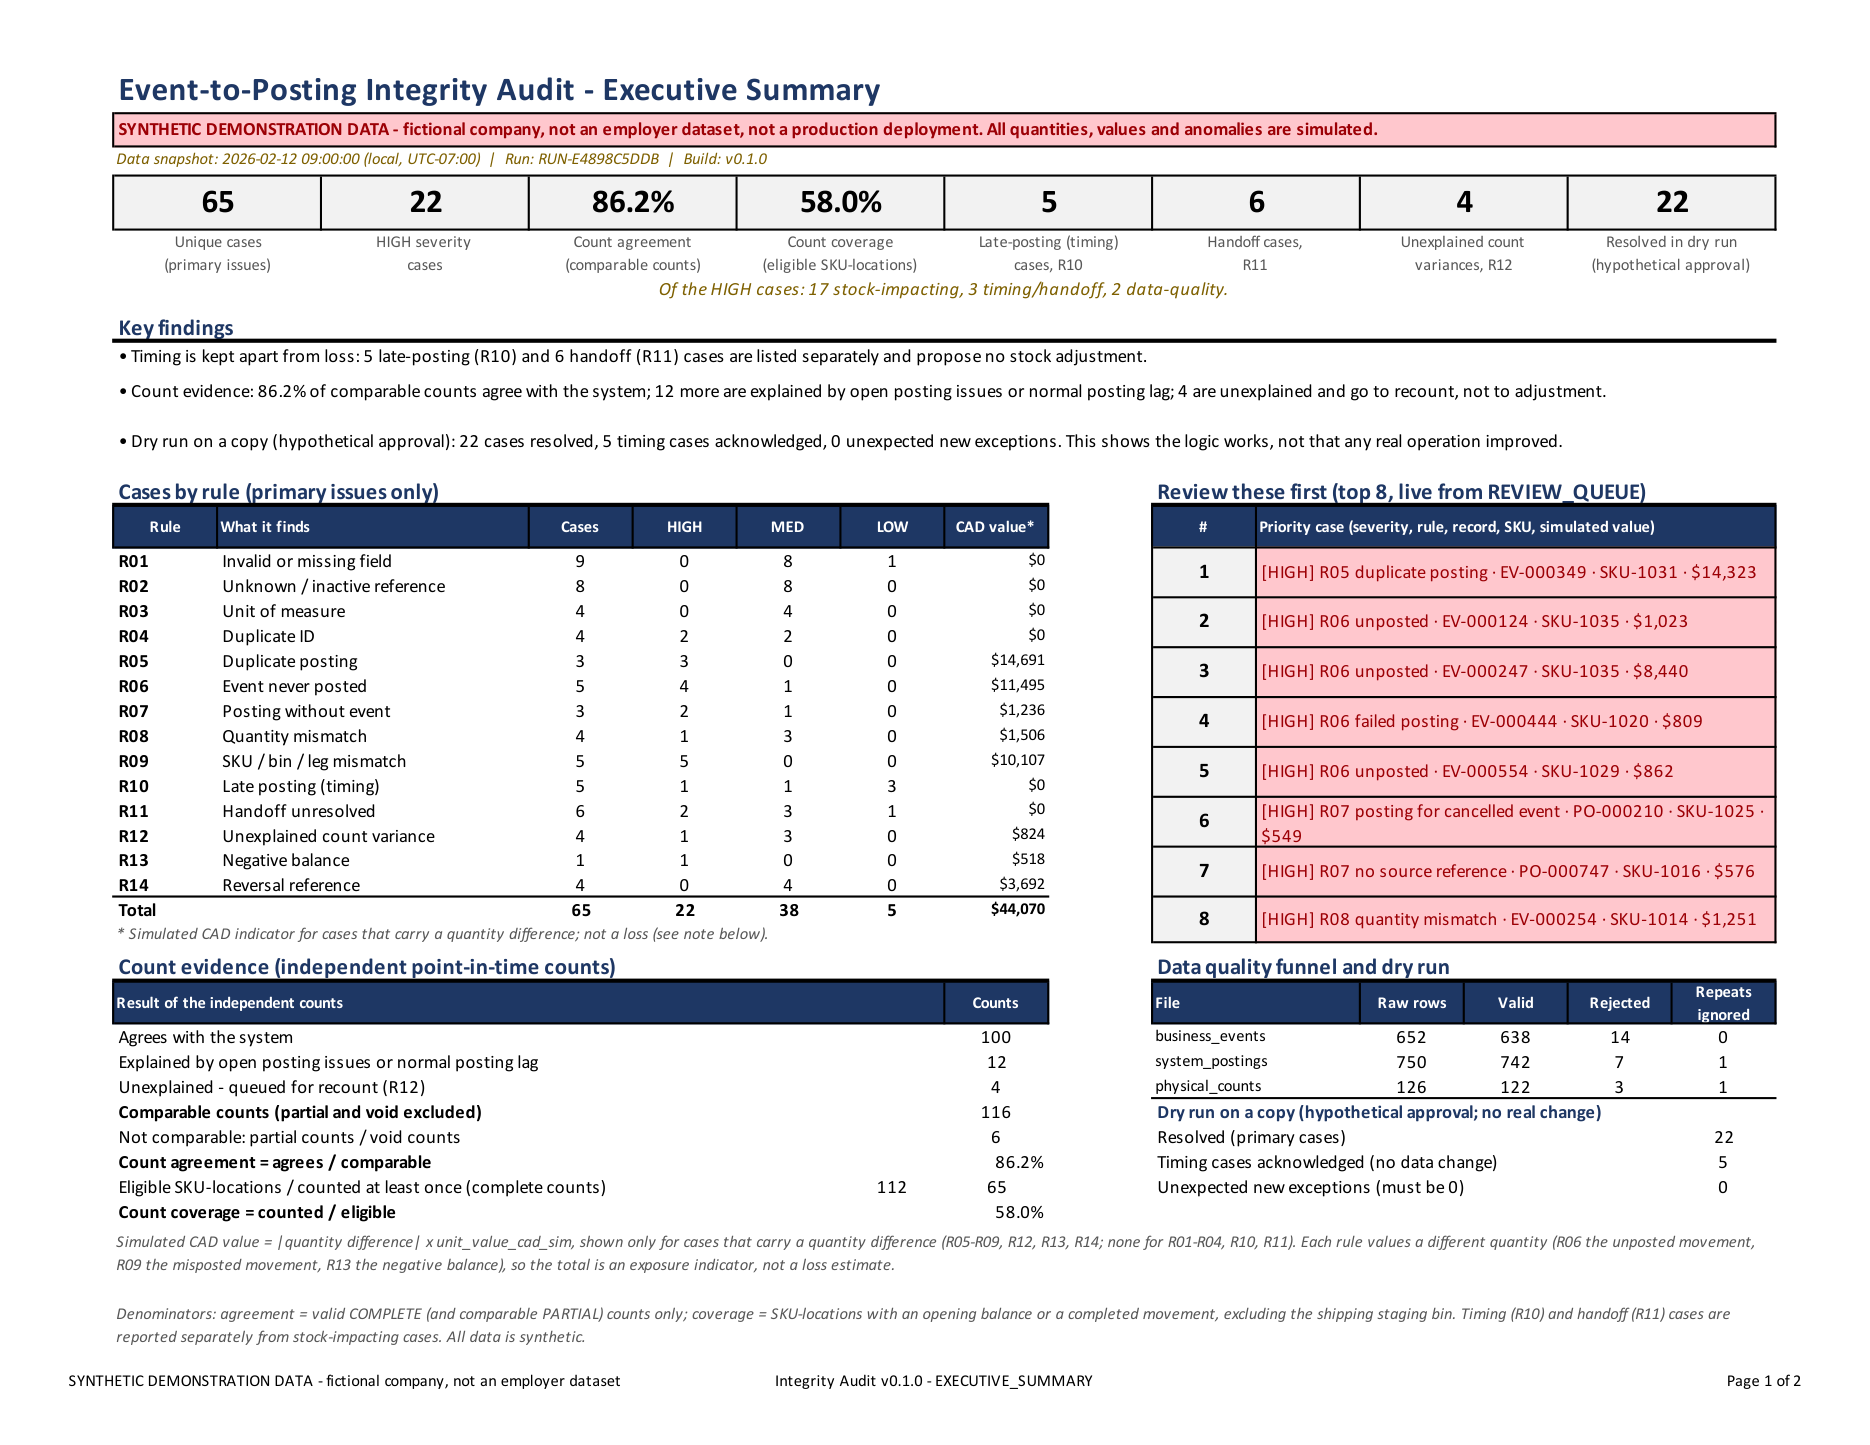 Event-to-Posting Integrity Audit - Executive Summary
SYNTHETIC DEMONSTRATION DATA - fictional company, not an employer dataset, not a production deployment. All quantities, values and anomalies are simulated.
Data snapshot: 2026-02-12 09:00:00 (local, UTC-07:00) | Run: RUN-E4898C5DDB | Build: v0.1.0
65 22 86.2% 58.0% 5 6 4 22
Unique cases HIGH severity Count agreement Count coverage Late-posting (timing) Handoff cases, Unexplained count Resolved in dry run
(primary issues) cases (comparable counts) (eligible SKU-locations) cases, R10 R11 variances, R12 (hypothetical approval)
Of the HIGH cases: 17 stock-impacting, 3 timing/handoff, 2 data-quality.
Key findings
• Timing is kept apart from loss: 5 late-posting (R10) and 6 handoff (R11) cases are listed separately and propose no stock adjustment.
• Count evidence: 86.2% of comparable counts agree with the system; 12 more are explained by open posting issues or normal posting lag; 4 are unexplained and go to recount, not to adjustment.
• Dry run on a copy (hypothetical approval): 22 cases resolved, 5 timing cases acknowledged, 0 unexpected new exceptions. This shows the logic works, not that any real operation improved.
Cases by rule (primary issues only)
Rule What it finds Cases HIGH MED LOW CAD value*
R01 Invalid or missing field 9 0 8 1 $0
R02 Unknown / inactive reference 8 0 8 0 $0
R03 Unit of measure 4 0 4 0 $0
R04 Duplicate ID 4 2 2 0 $0
R05 Duplicate posting 3 3 0 0 $14,691
R06 Event never posted 5 4 1 0 $11,495
R07 Posting without event 3 2 1 0 $1,236
R08 Quantity mismatch 4 1 3 0 $1,506
R09 SKU / bin / leg mismatch 5 5 0 0 $10,107
R10 Late posting (timing) 5 1 1 3 $0
R11 Handoff unresolved 6 2 3 1 $0
R12 Unexplained count variance 4 1 3 0 $824
R13 Negative balance 1 1 0 0 $518
R14 Reversal reference 4 0 4 0 $3,692
Total 65 22 38 5 $44,070
* Simulated CAD indicator for cases that carry a quantity difference; not a loss (see note below).
Review these first (top 8, live from REVIEW_QUEUE)
# Priority case (severity, rule, record, SKU, simulated value)
1 [HIGH] R05 duplicate posting · EV-000349 · SKU-1031 · $14,323
2 [HIGH] R06 unposted · EV-000124 · SKU-1035 · $1,023
3 [HIGH] R06 unposted · EV-000247 · SKU-1035 · $8,440
4 [HIGH] R06 failed posting · EV-000444 · SKU-1020 · $809
5 [HIGH] R06 unposted · EV-000554 · SKU-1029 · $862
6 [HIGH] R07 posting for cancelled event · PO-000210 · SKU-1025 ·
$549
7 [HIGH] R07 no source reference · PO-000747 · SKU-1016 · $576
8 [HIGH] R08 quantity mismatch · EV-000254 · SKU-1014 · $1,251
Count evidence (independent point-in-time counts)
Result of the independent counts Counts
Agrees with the system 100
Explained by open posting issues or normal posting lag 12
Unexplained - queued for recount (R12) 4
Comparable counts (partial and void excluded) 116
Not comparable: partial counts / void counts 6
Count agreement = agrees / comparable 86.2%
Eligible SKU-locations / counted at least once (complete counts) 112 65
Count coverage = counted / eligible 58.0%
Data quality funnel and dry run
File Raw rows Valid Rejected Repeats
ignored
business_events 652 638 14 0
system_postings 750 742 7 1
physical_counts 126 122 3 1
Dry run on a copy (hypothetical approval; no real change)
Resolved (primary cases) 22
Timing cases acknowledged (no data change) 5
Unexpected new exceptions (must be 0) 0
Simulated CAD value = |quantity difference| x unit_value_cad_sim, shown only for cases that carry a quantity difference (R05-R09, R12, R13, R14; none for R01-R04, R10, R11). Each rule values a different quantity (R06 the unposted movement,
R09 the misposted movement, R13 the negative balance), so the total is an exposure indicator, not a loss estimate.
Denominators: agreement = valid COMPLETE (and comparable PARTIAL) counts only; coverage = SKU-locations with an opening balance or a completed movement, excluding the shipping staging bin. Timing (R10) and handoff (R11) cases are
reported separately from stock-impacting cases. All data is synthetic.
SYNTHETIC DEMONSTRATION DATA - fictional company, not an employer dataset Integrity Audit v0.1.0 - EXECUTIVE_SUMMARY Page 1 of 2